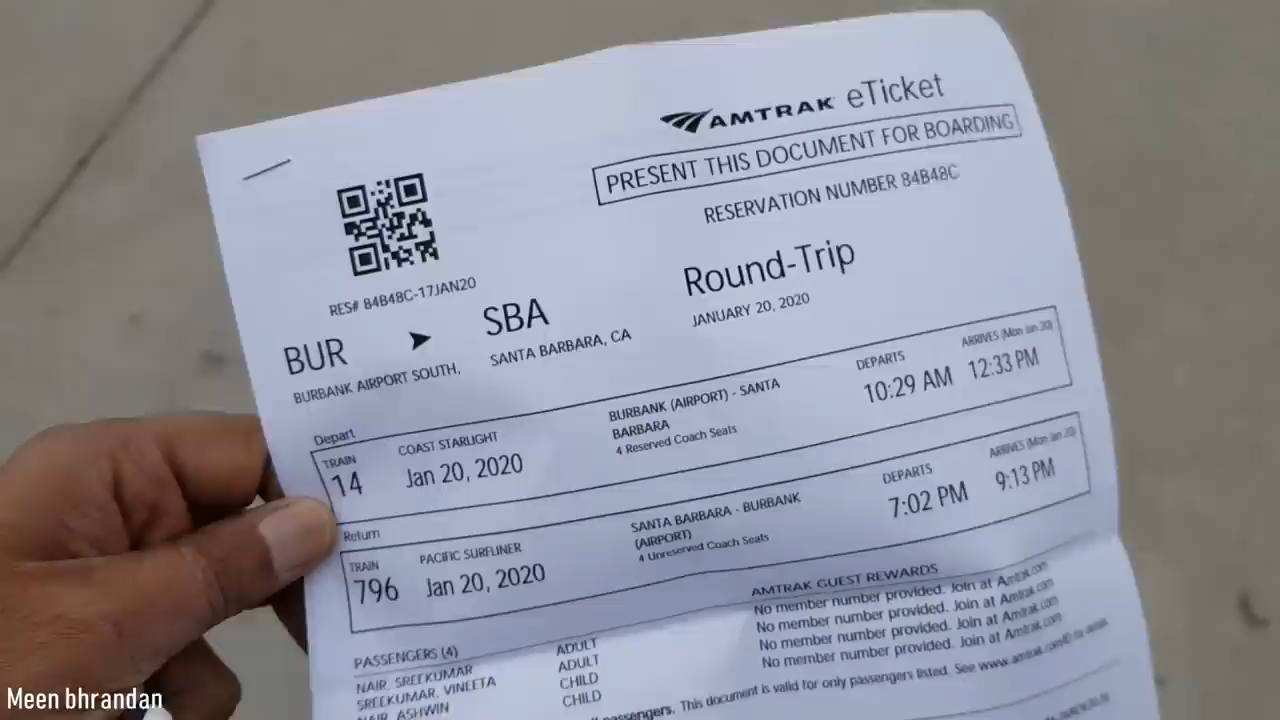 AMTRAK eTicket
PRESENT THIS DOCUMENT FOR BOARDING
RESERVATION NUMBER 84B48C
RES# 84B48C-17JAN20
BUR
SBA
BURBANK AIRPORT SOUTH,
SANTA BARBARA, CA
Round-Trip
JANUARY 20, 2020
Depart
TRAIN
14
COAST STARLIGHT
Jan 20, 2020
BURBANK (AIRPORT) - SANTA
BARBARA
4 Reserved Coach Seats
DEPARTS
10:29 AM
ARRIVES (Mon Jan 20)
12:33 PM
Return
TRAIN
796
PACIFIC SURFLINER
Jan 20, 2020
SANTA BARBARA - BURBANK
(AIRPORT)
4 Unreserved Coach Seats
DEPARTS
7:02 PM
ARRIVES (Mon Jan 20)
9:13 PM
PASSENGERS (4)
NAIR, SREEKUMAR
SREEKUMAR, VINEETA
NAIR, ASHWIN
ADULT
ADULT
CHILD
CHILD
AMTRAK GUEST REWARDS
No member number provided. Join at Amtrak.com
No member number provided. Join at Amtrak.com
No member number provided. Join at Amtrak.com
No member number provided. Join at Amtrak.com
passengers. This document is valid for only passengers listed. See www.amtrak.com/ID for details.
Meen bhrandan